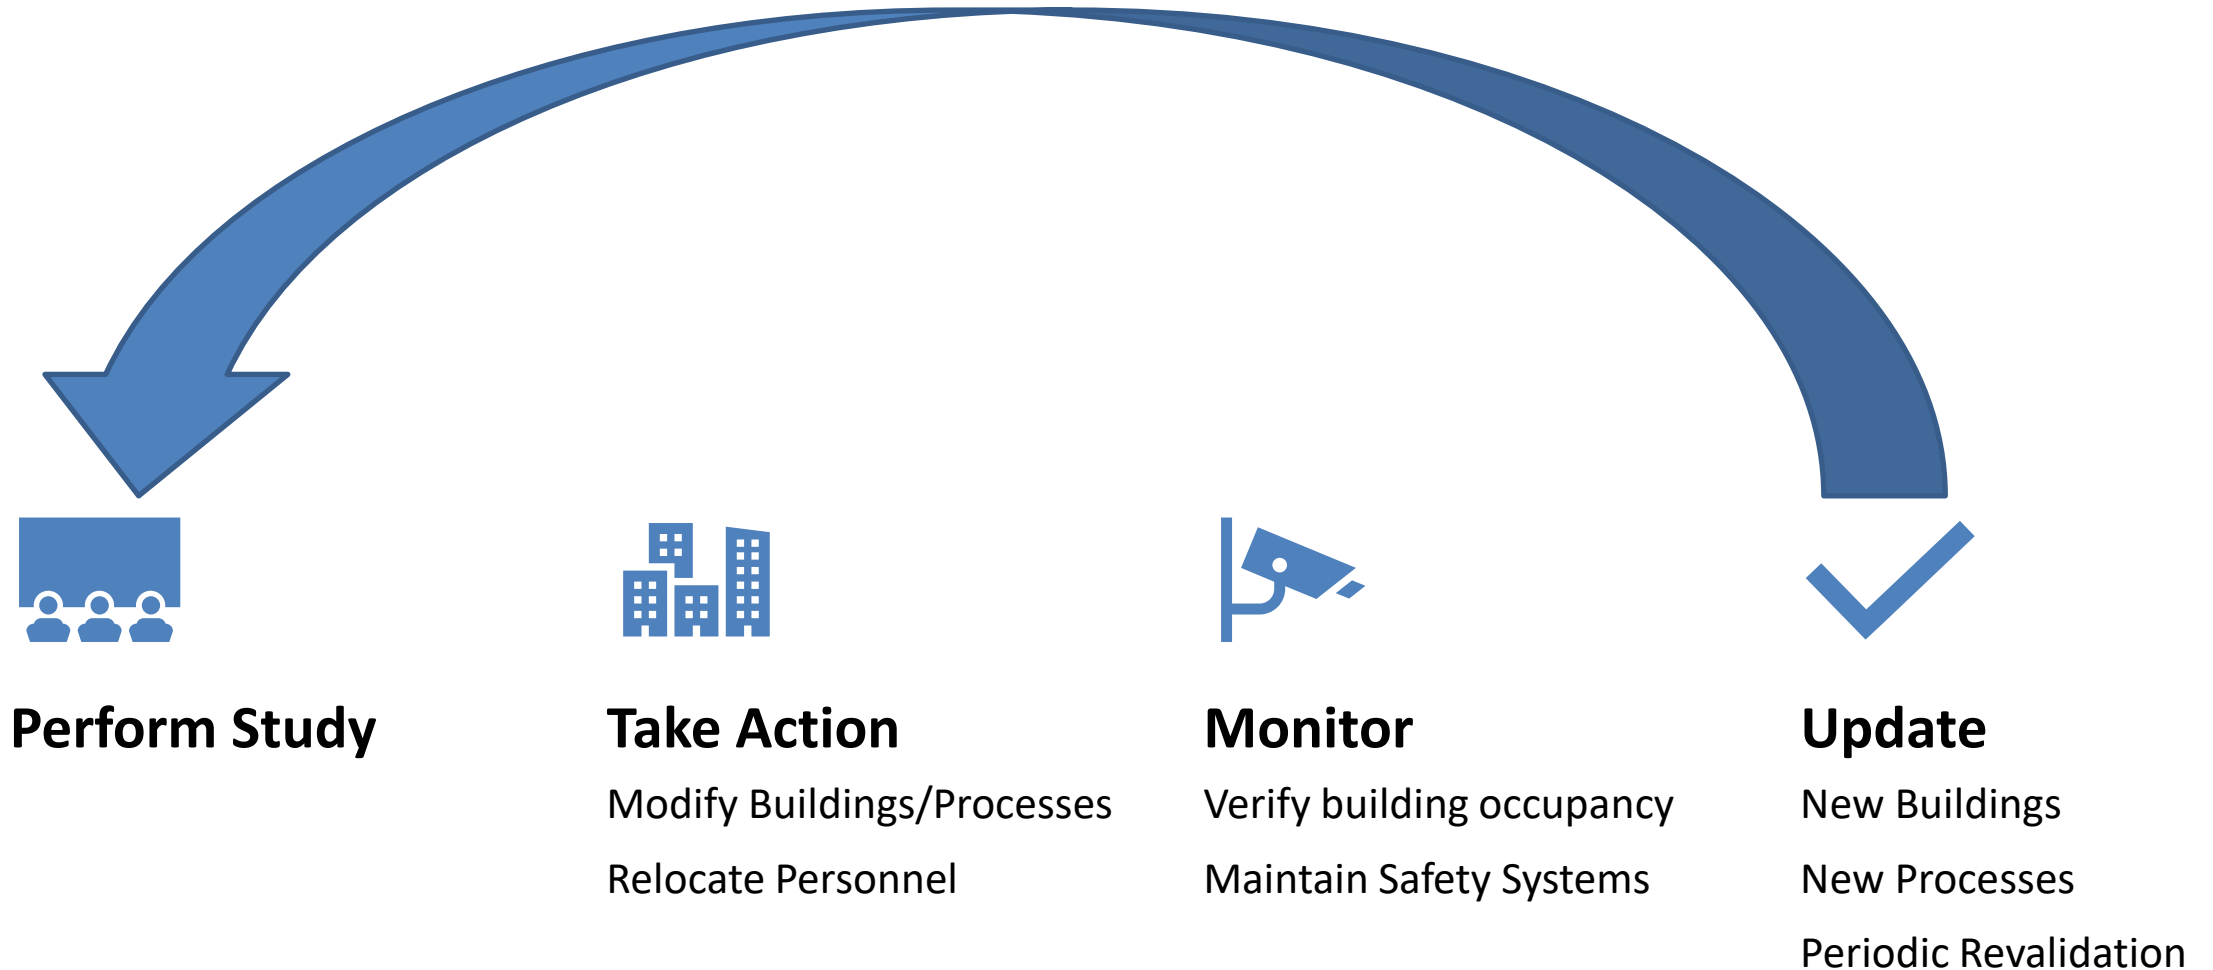 Perform Study
Take Action
Modify Buildings/Processes
Relocate Personnel
Monitor
Verify building occupancy
Maintain Safety Systems
Update
New Buildings
New Processes
Periodic Revalidation